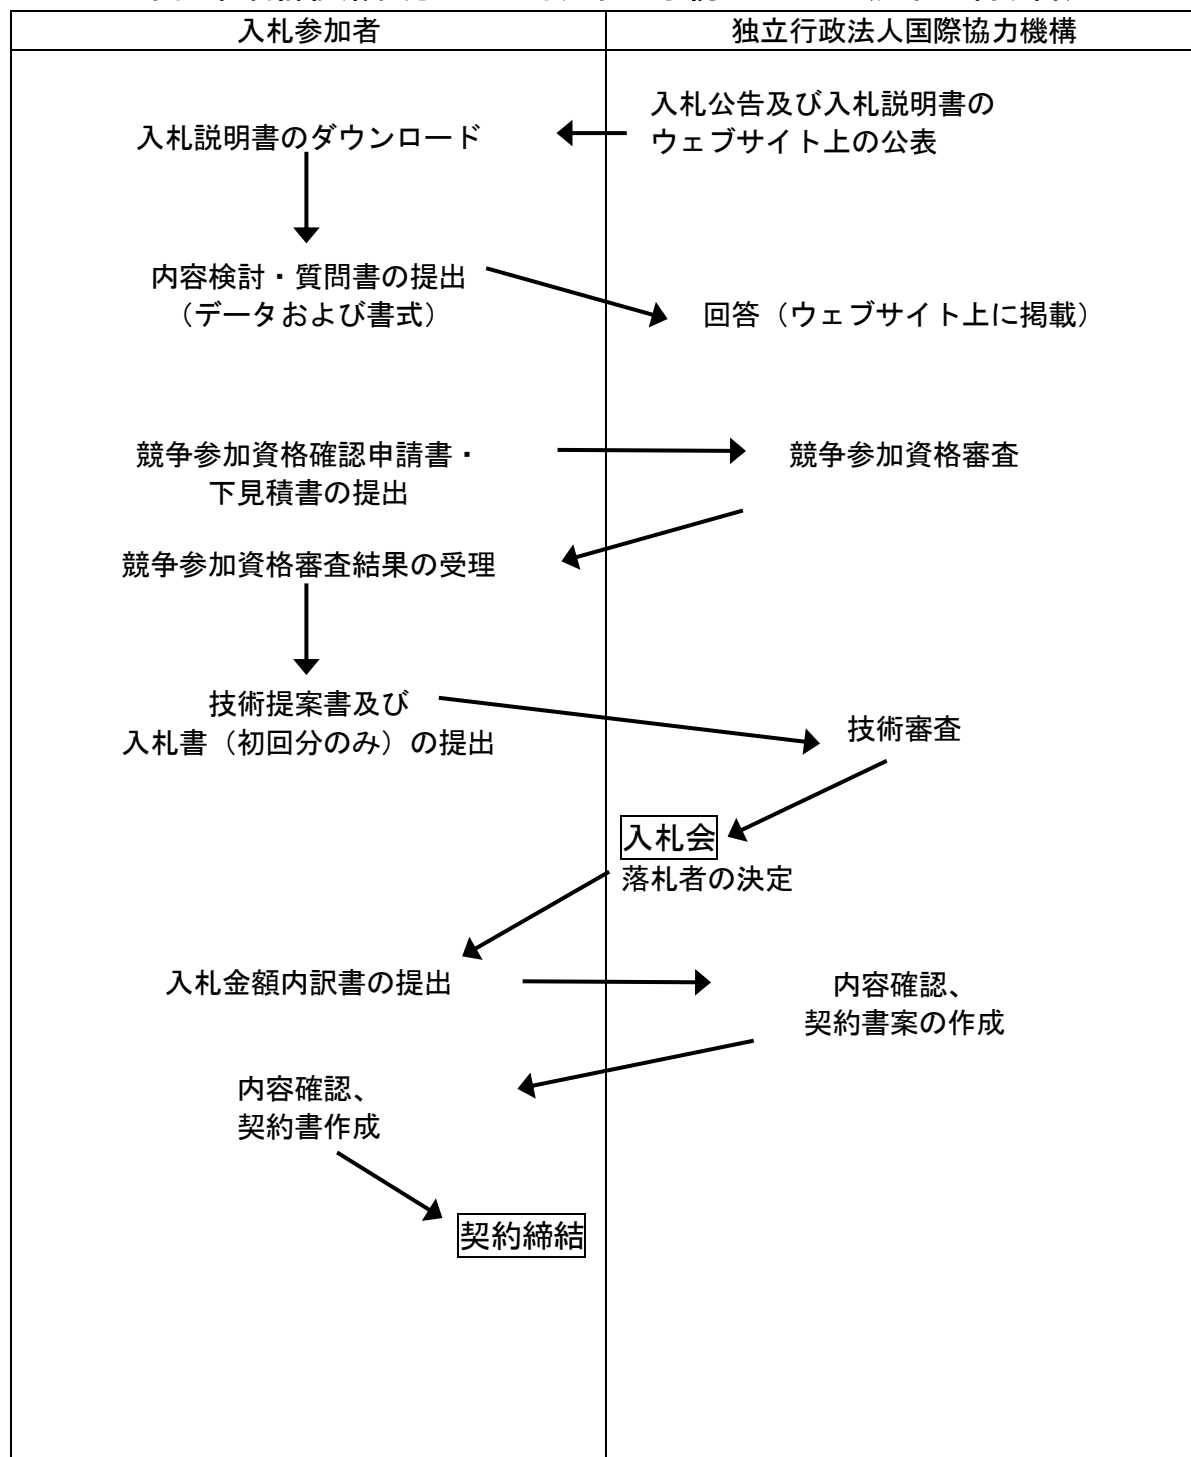 入札参加者
独立行政法人国際協力機構
入札公告及び入札説明書の
ウェブサイト上の公表
入札説明書のダウンロード
内容検討・質問書の提出
（データおよび書式）
回答（ウェブサイト上に掲載）
競争参加資格確認申請書・
下見積書の提出
競争参加資格審査
競争参加資格審査結果の受理
技術提案書及び
入札書（初回分のみ）の提出
技術審査
入札会
落札者の決定
入札金額内訳書の提出
内容確認、
契約書案の作成
内容確認、
契約書作成
契約締結